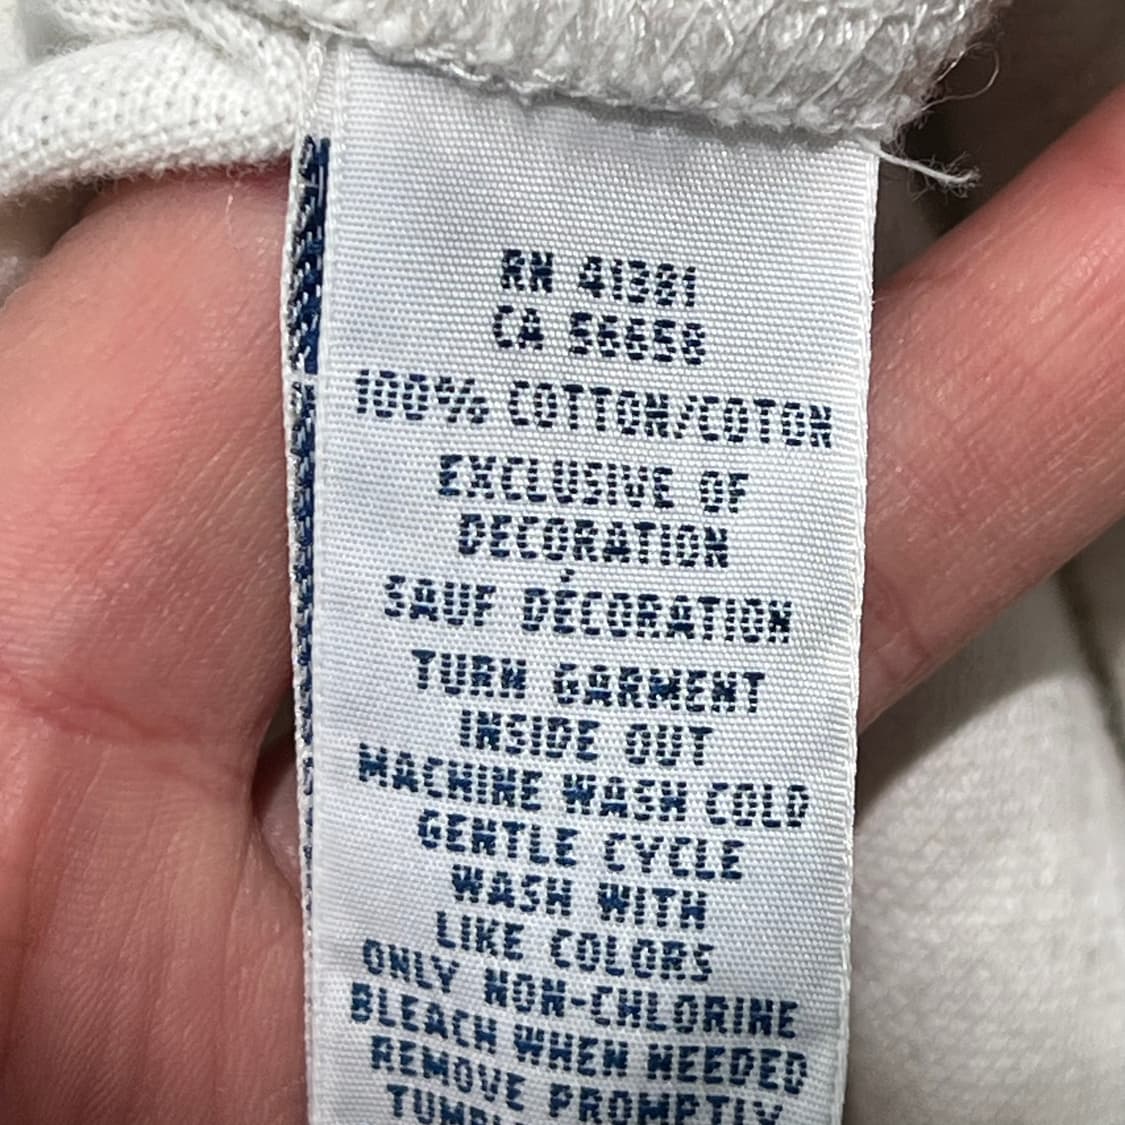 RN 41381
CA 56658
100% COTTON/COTON
EXCLUSIVE OF
DECORATION
SAUF DÉCORATION
TURN GARMENT
INSIDE OUT
MACHINE WASH COLD
GENTLE CYCLE
WASH WITH
LIKE COLORS
ONLY NON-CHLORINE
BLEACH WHEN NEEDED
REMOVE PROMPTLY